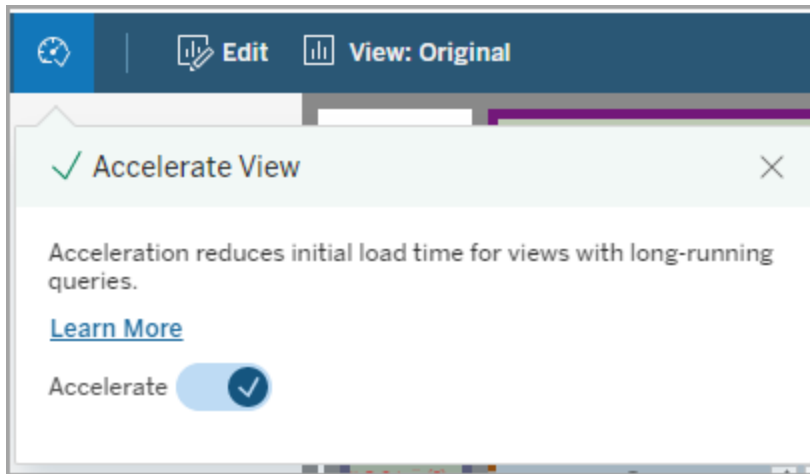 Edit View: Original
Accelerate View
Acceleration reduces initial load time for views with long-running
queries.
Learn More
Accelerate